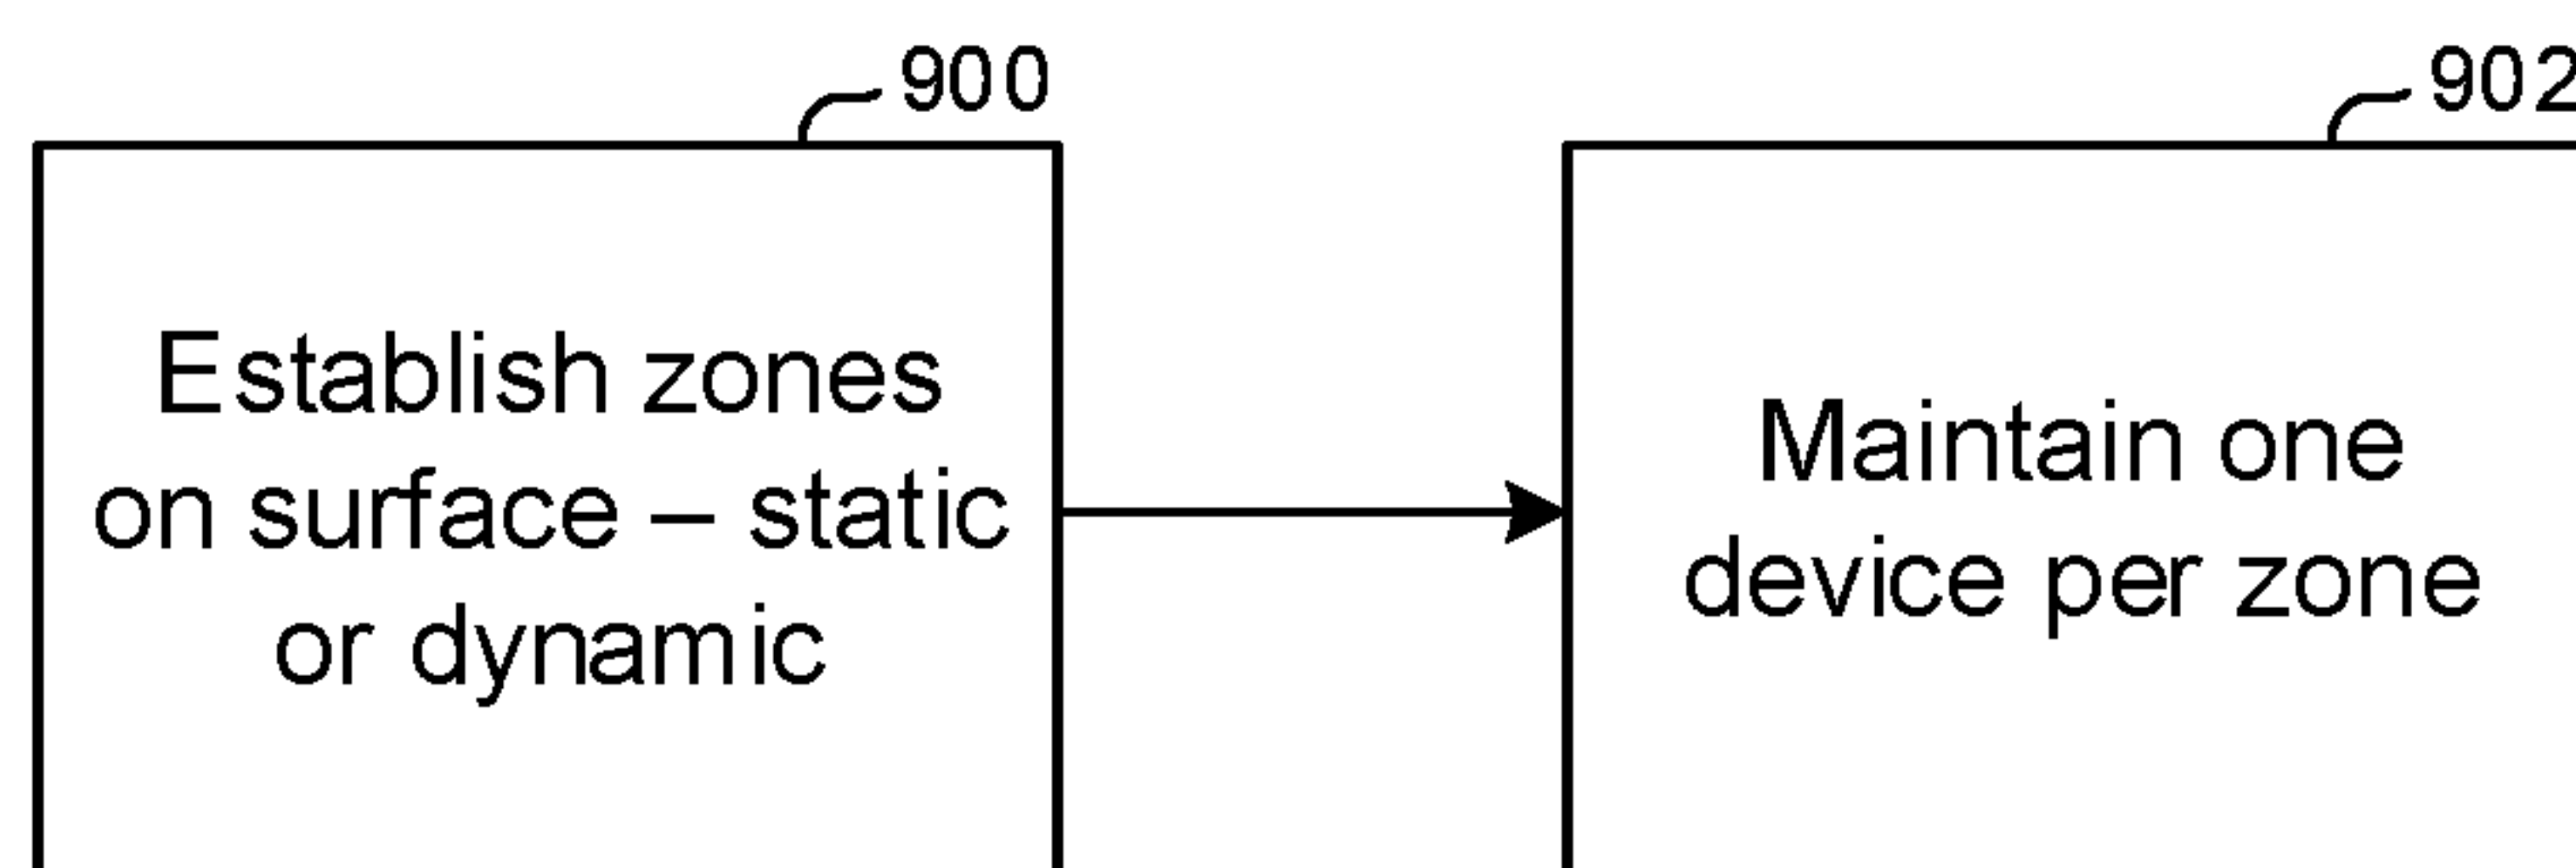 900
902
Establish zones
on surface – static
or dynamic
Maintain one
device per zone